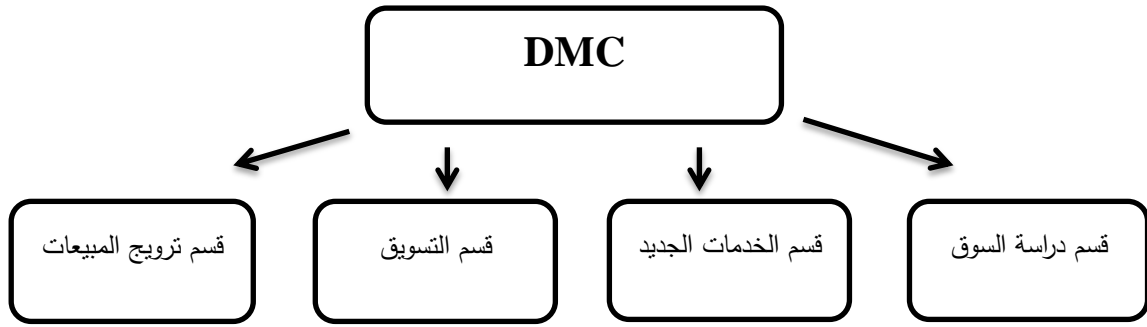 DMC
قسم دراسة السوق
قسم الخدمات الجديد
قسم التسويق
قسم ترويج المبيعات